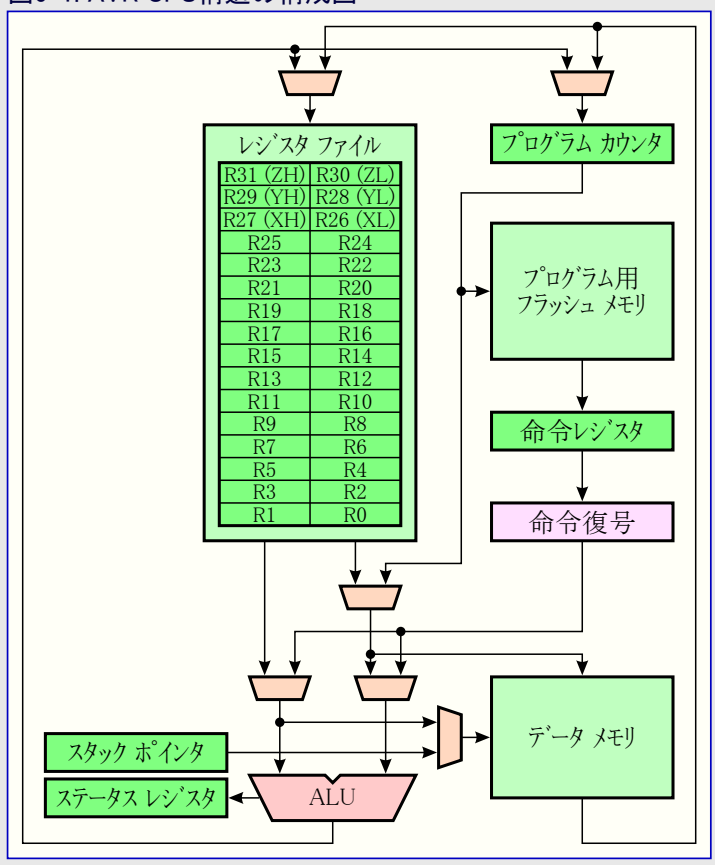 レジスタ ファイル
R31 (ZH) R30 (ZL)
R29 (YH) R28 (YL)
R27 (XH) R26 (XL)
R25 R24
R23 R22
R21 R20
R19 R18
R17 R16
R15 R14
R13 R12
R11 R10
R9 R8
R7 R6
R5 R4
R3 R2
R1 R0
プログラム カウンタ
プログラム用
フラッシュ メモリ
命令レジスタ
命令復号
データ メモリ
スタック ポインタ
ステータス レジスタ
ALU